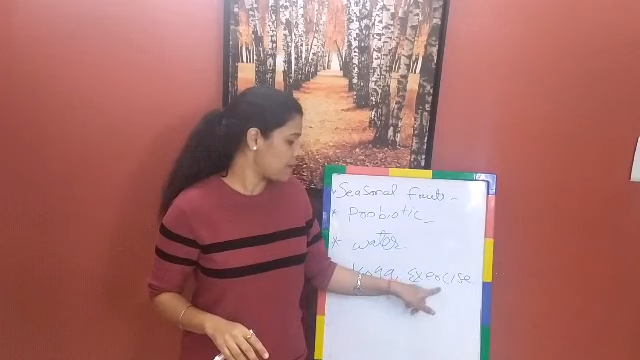 * Seasonal fruits -
* Probiotic -
* water
Yoga, Exercise